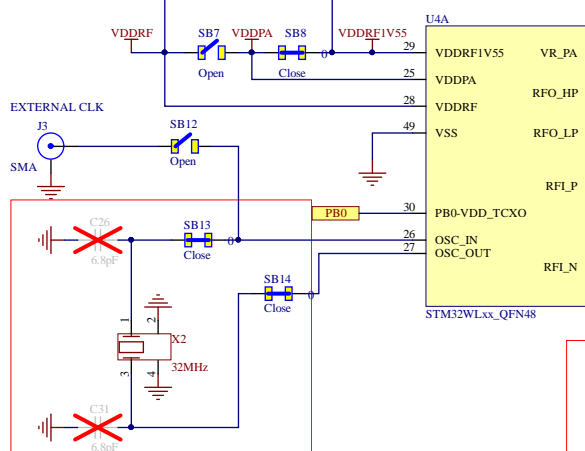 U4A
VDDRF
SB7
VDDPA
SB8
VDDRF1V55
0
29
VDDRF1V55
VR_PA
Open
Close
25
VDDPA
RFO_HP
EXTERNAL CLK
28
VDDRF
J3
SB12
49
VSS
RFO_LP
SMA
Open
RFI_P
C26
SB13
PB0
30
PB0-VDD_TCXO
0
26
OSC_IN
6.8pF
Close
27
OSC_OUT
RFI_N
SB14
0
Close
STM32WLxx_QFN48
1
2
X2
32MHz
3
4
C31
6.8pF